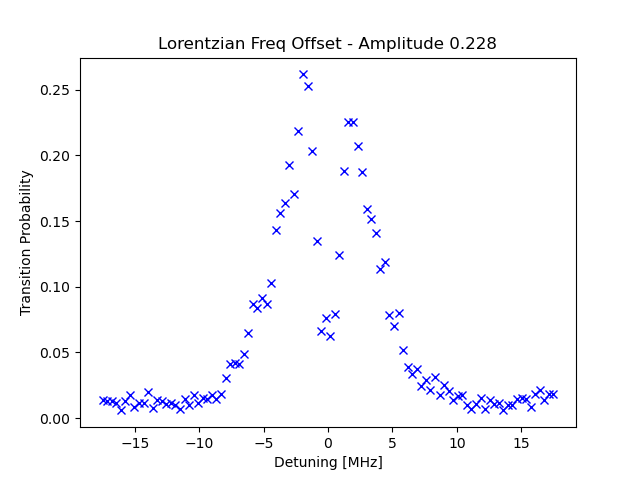 Lorentzian Freq Offset - Amplitude 0.228
Transition Probability
0.25
0.20
0.15
0.10
0.05
0.00
−15 −10 −5 0 5 10 15
Detuning [MHz]